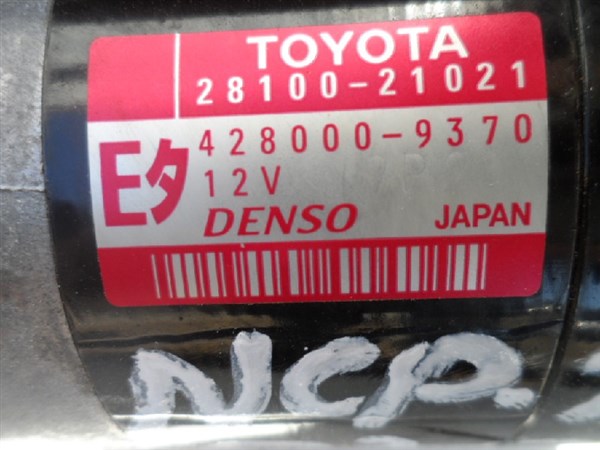 TOYOTA
28100-21021
Eタ
428000-9370
12V
DENSO JAPAN
NCP.